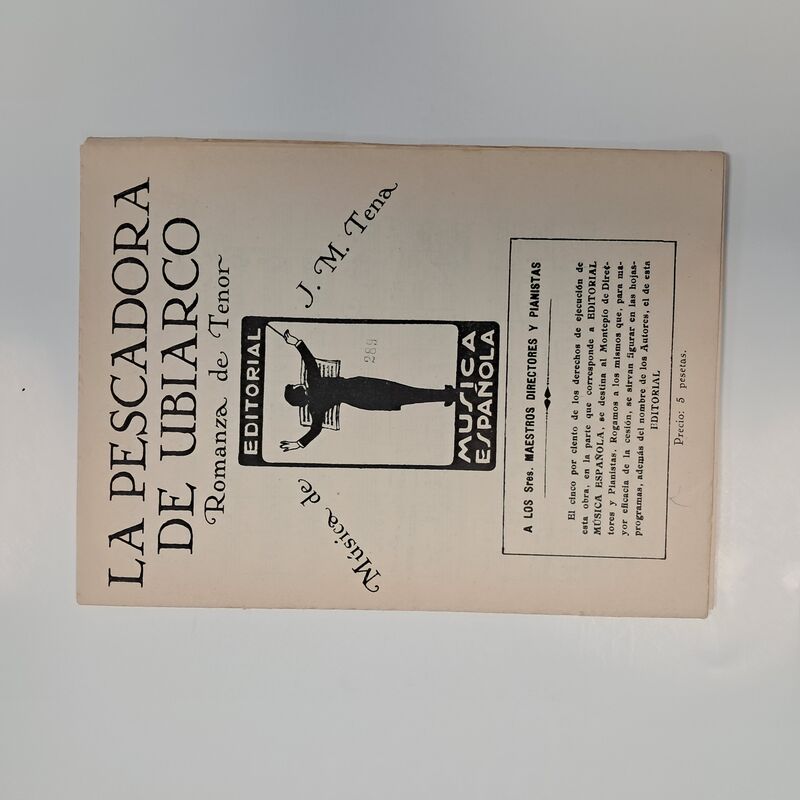 LA PESCADORA
DE UBIARCO
Romanza de Tenor
Música de J. M. Tena
EDITORIAL
289
MUSICA
ESPAÑOLA
A LOS Sres. MAESTROS DIRECTORES Y PIANISTAS
El cinco por ciento de los derechos de ejecución de
esta obra, en la parte que corresponde a EDITORIAL
MÚSICA ESPAÑOLA, se destina al Montepío de Direc-
tores y Pianistas. Rogamos a los mismos que, para ma-
yor eficacia de la cesión, se sirvan figurar en las hojas-
programas, además del nombre de los Autores, el de esta
EDITORIAL
Precio: 5 pesetas.